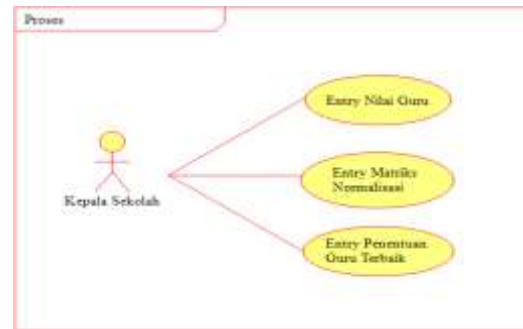 Proses
Entry Nilai Guru
Entry Matriks
Normalisasi
Kepala Sekolah
Entry Penentuan
Guru Terbaik